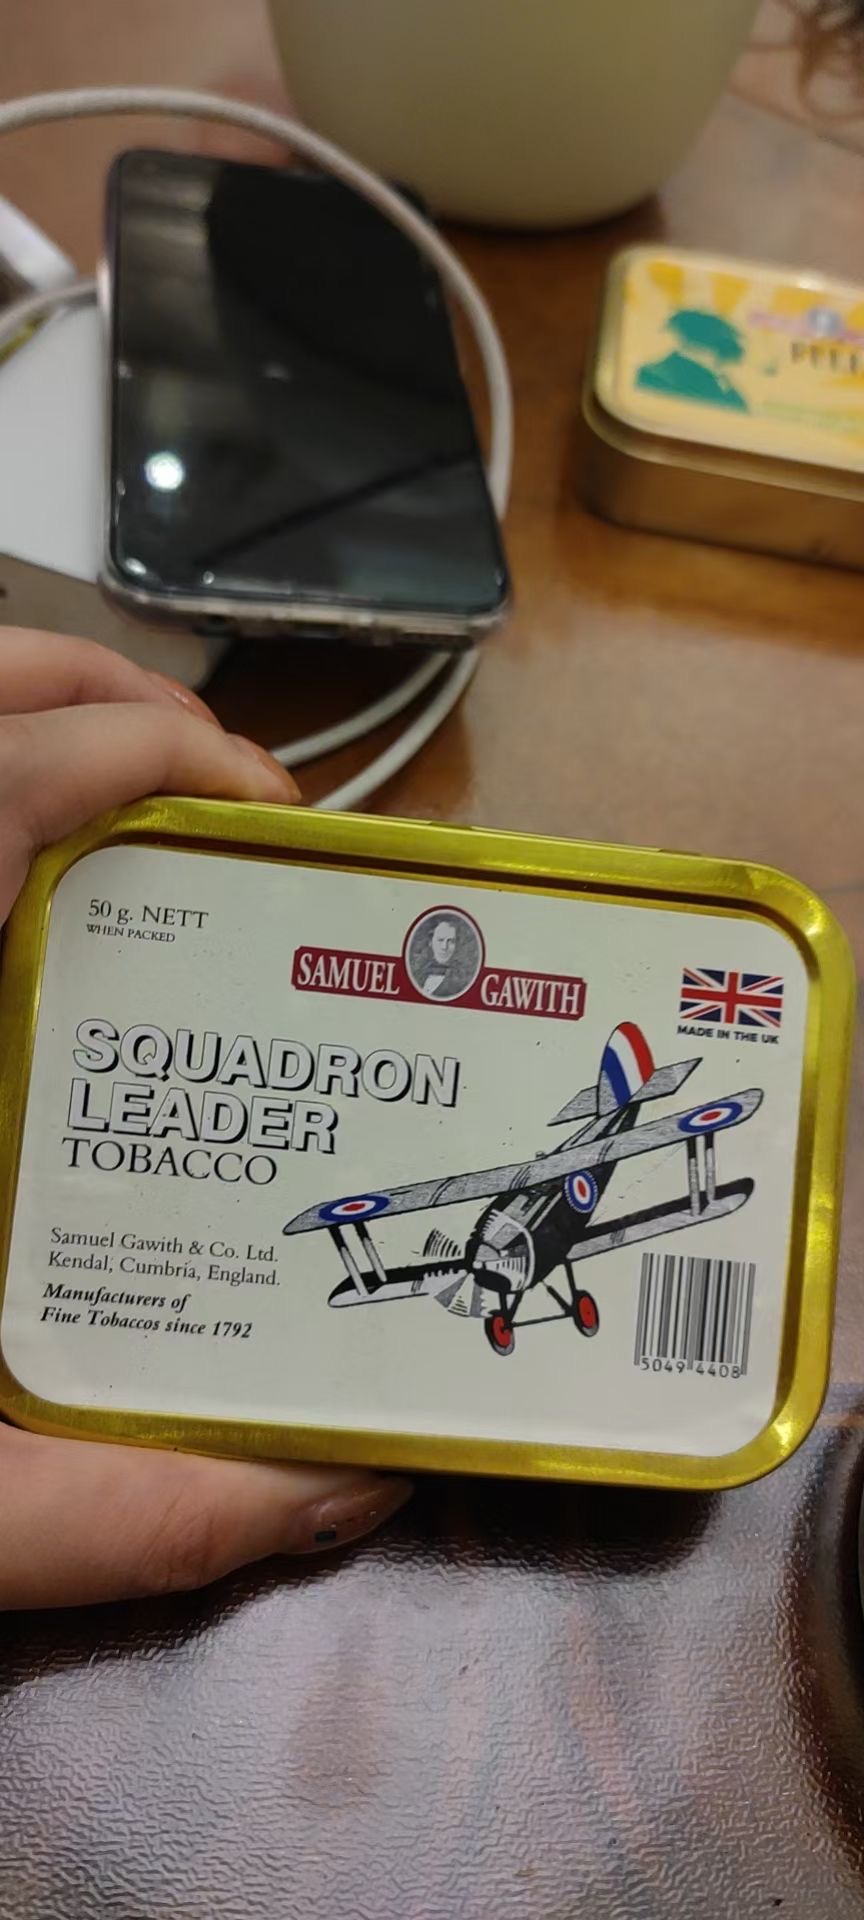 50 g. NETT
WHEN PACKED
SAMUEL GAWITH
MADE IN THE UK
SQUADRON
LEADER
TOBACCO
Samuel Gawith & Co. Ltd.
Kendal, Cumbria, England.
Manufacturers of
Fine Tobaccos since 1792
5049 4408